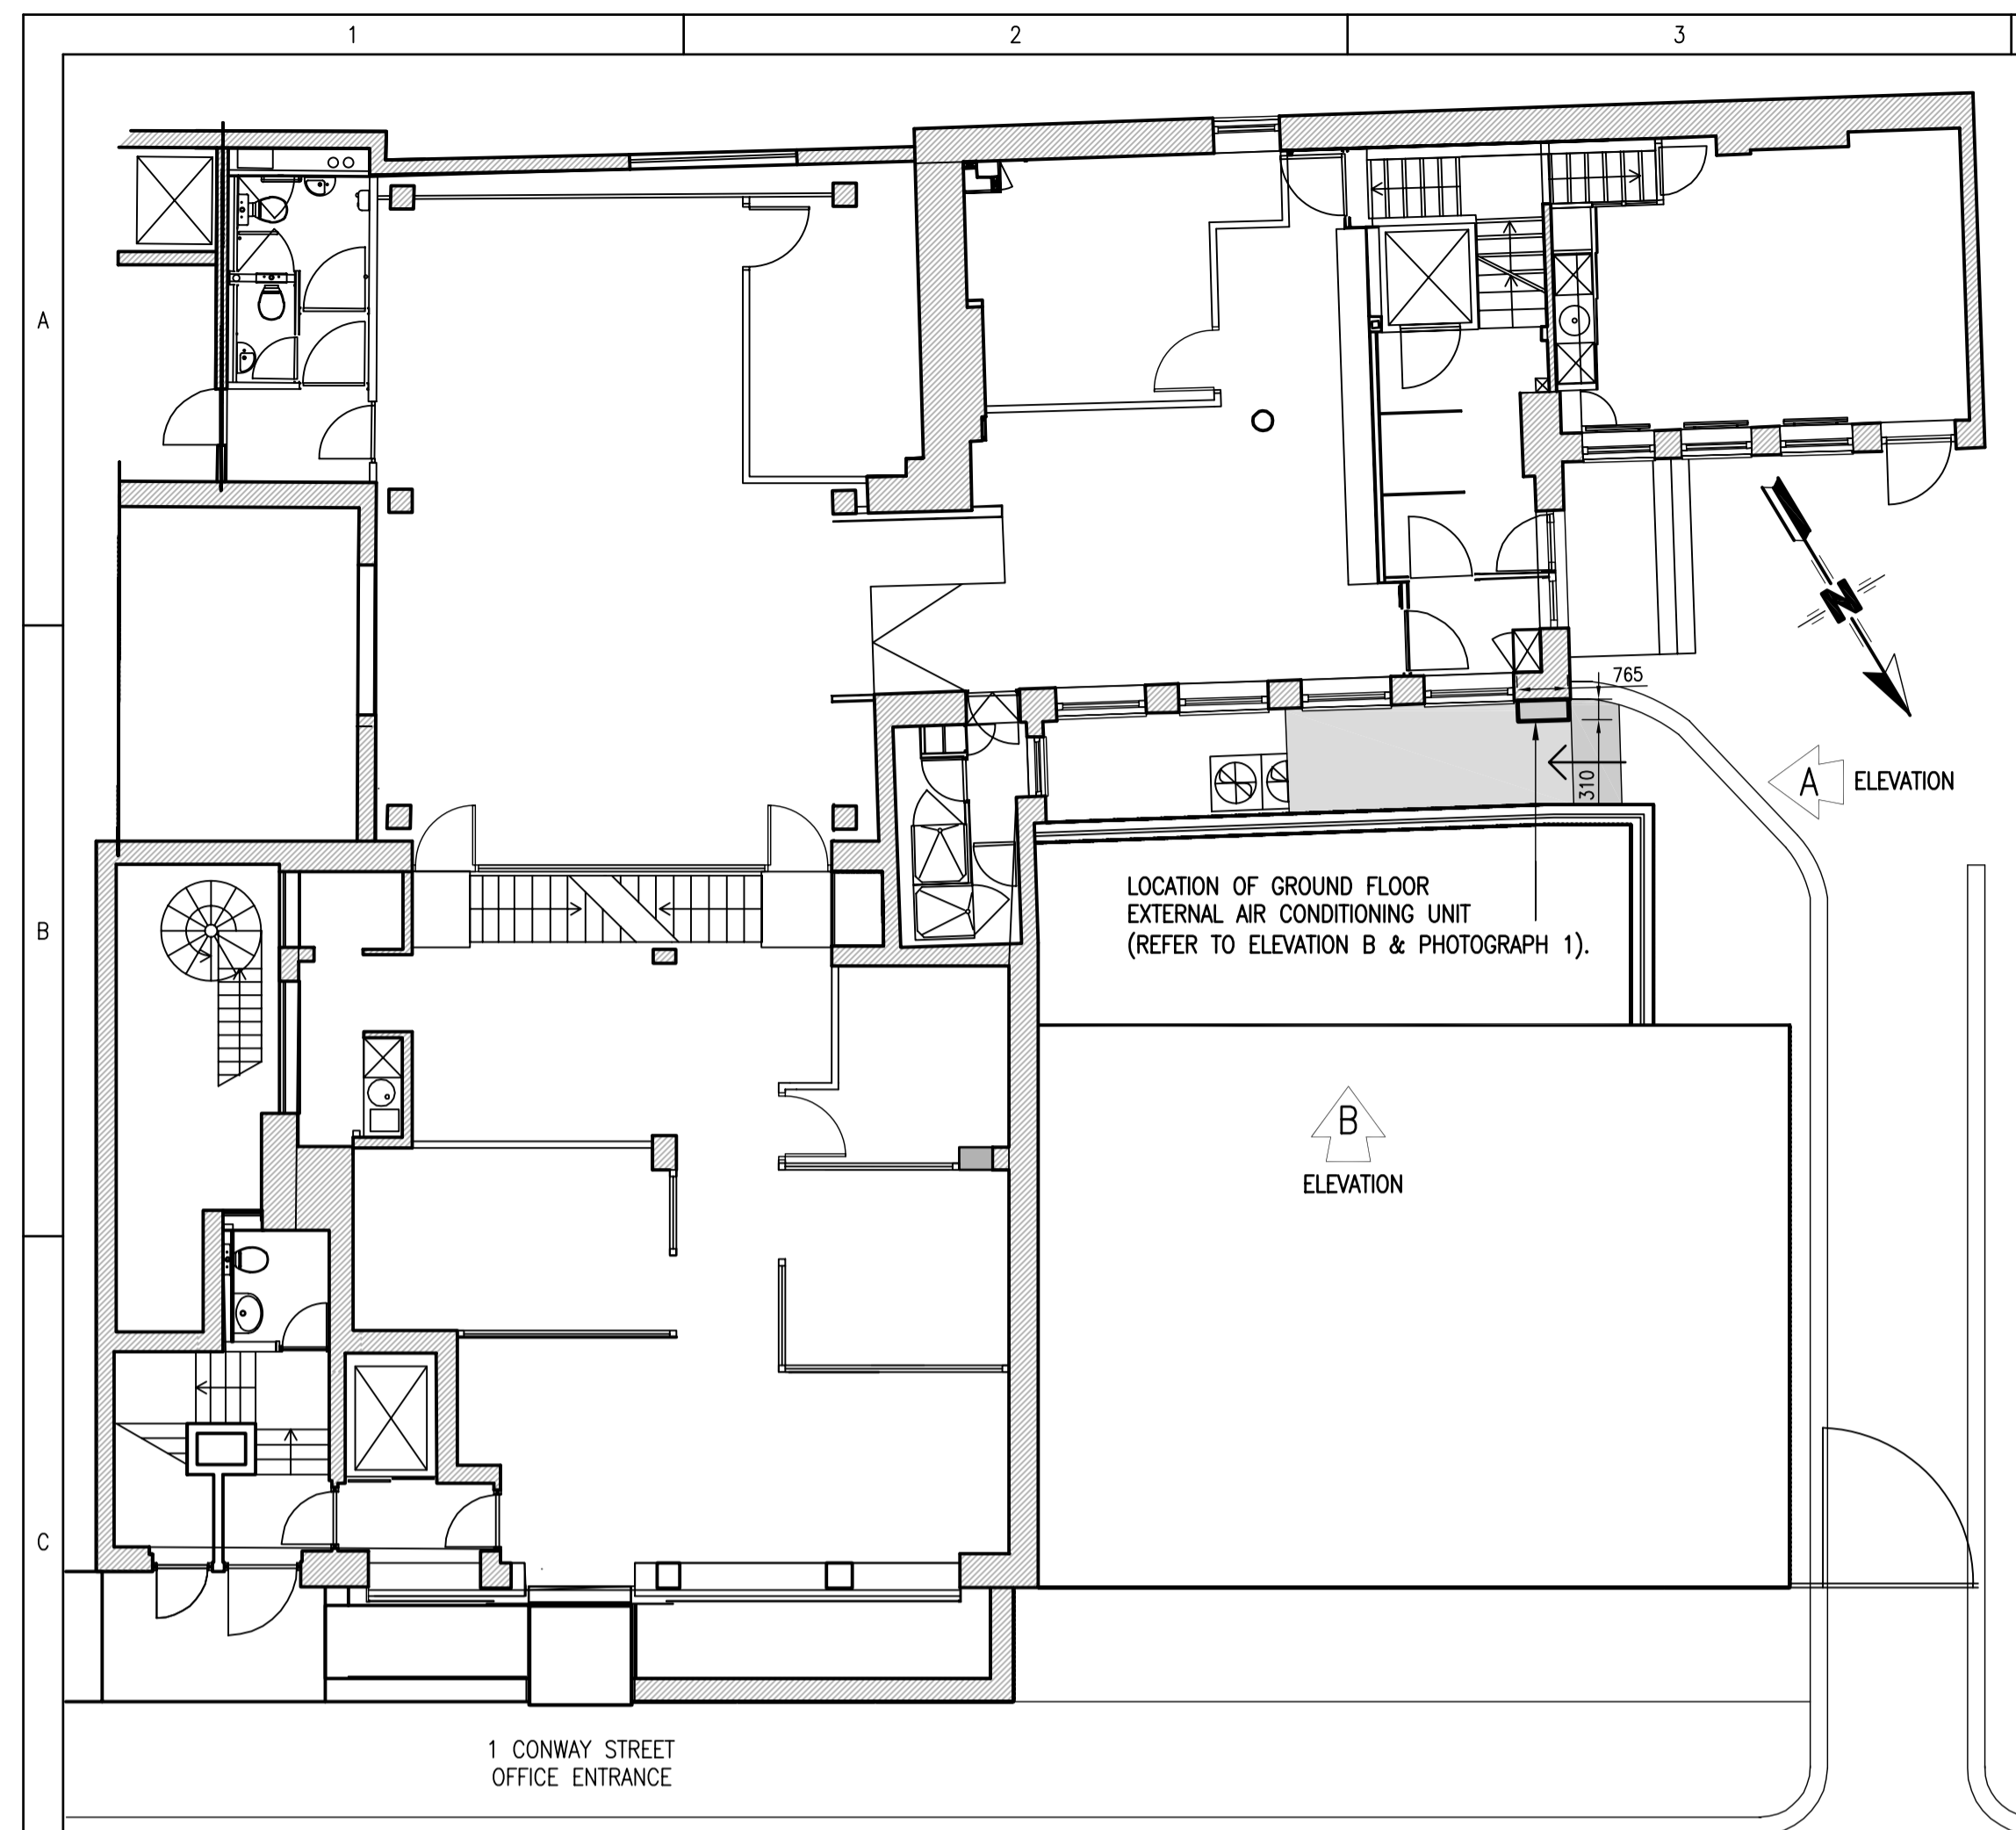 1 2 3
A
765
N
310
A ELEVATION
LOCATION OF GROUND FLOOR
EXTERNAL AIR CONDITIONING UNIT
(REFER TO ELEVATION B & PHOTOGRAPH 1).
B
B
ELEVATION
C
1 CONWAY STREET
OFFICE ENTRANCE